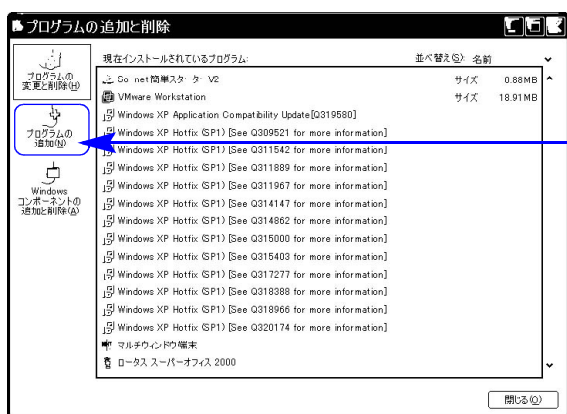 プログラムの追加と削除
現在インストールされているプログラム:
並べ替え(S): 名前
プログラムの
変更と削除(H)
プログラムの
追加(N)
Windows
コンポーネントの
追加と削除(A)
So net簡単スタ タ V2 サイズ 0.88MB
VMware Workstation サイズ 18.91MB
Windows XP Application Compatibility Update[Q319580]
Windows XP Hotfix (SP1) [See Q309521 for more information]
Windows XP Hotfix (SP1) [See Q311542 for more information]
Windows XP Hotfix (SP1) [See Q311889 for more information]
Windows XP Hotfix (SP1) [See Q311967 for more information]
Windows XP Hotfix (SP1) [See Q314147 for more information]
Windows XP Hotfix (SP1) [See Q314862 for more information]
Windows XP Hotfix (SP1) [See Q315000 for more information]
Windows XP Hotfix (SP1) [See Q315403 for more information]
Windows XP Hotfix (SP1) [See Q317277 for more information]
Windows XP Hotfix (SP1) [See Q318388 for more information]
Windows XP Hotfix (SP1) [See Q318966 for more information]
Windows XP Hotfix (SP1) [See Q320174 for more information]
マルチウィンドウ端末
ロータス スーパーオフィス 2000
閉じる(O)